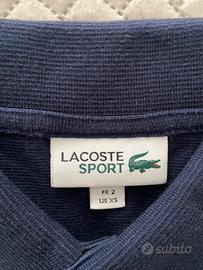 LACOSTE
SPORT
FR 2
US XS
subito